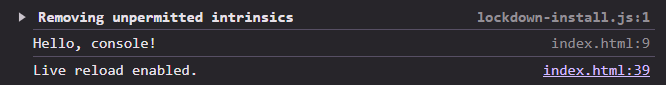 Removing unpermitted intrinsics lockdown-install.js:1
Hello, console! index.html:9
Live reload enabled. index.html:39